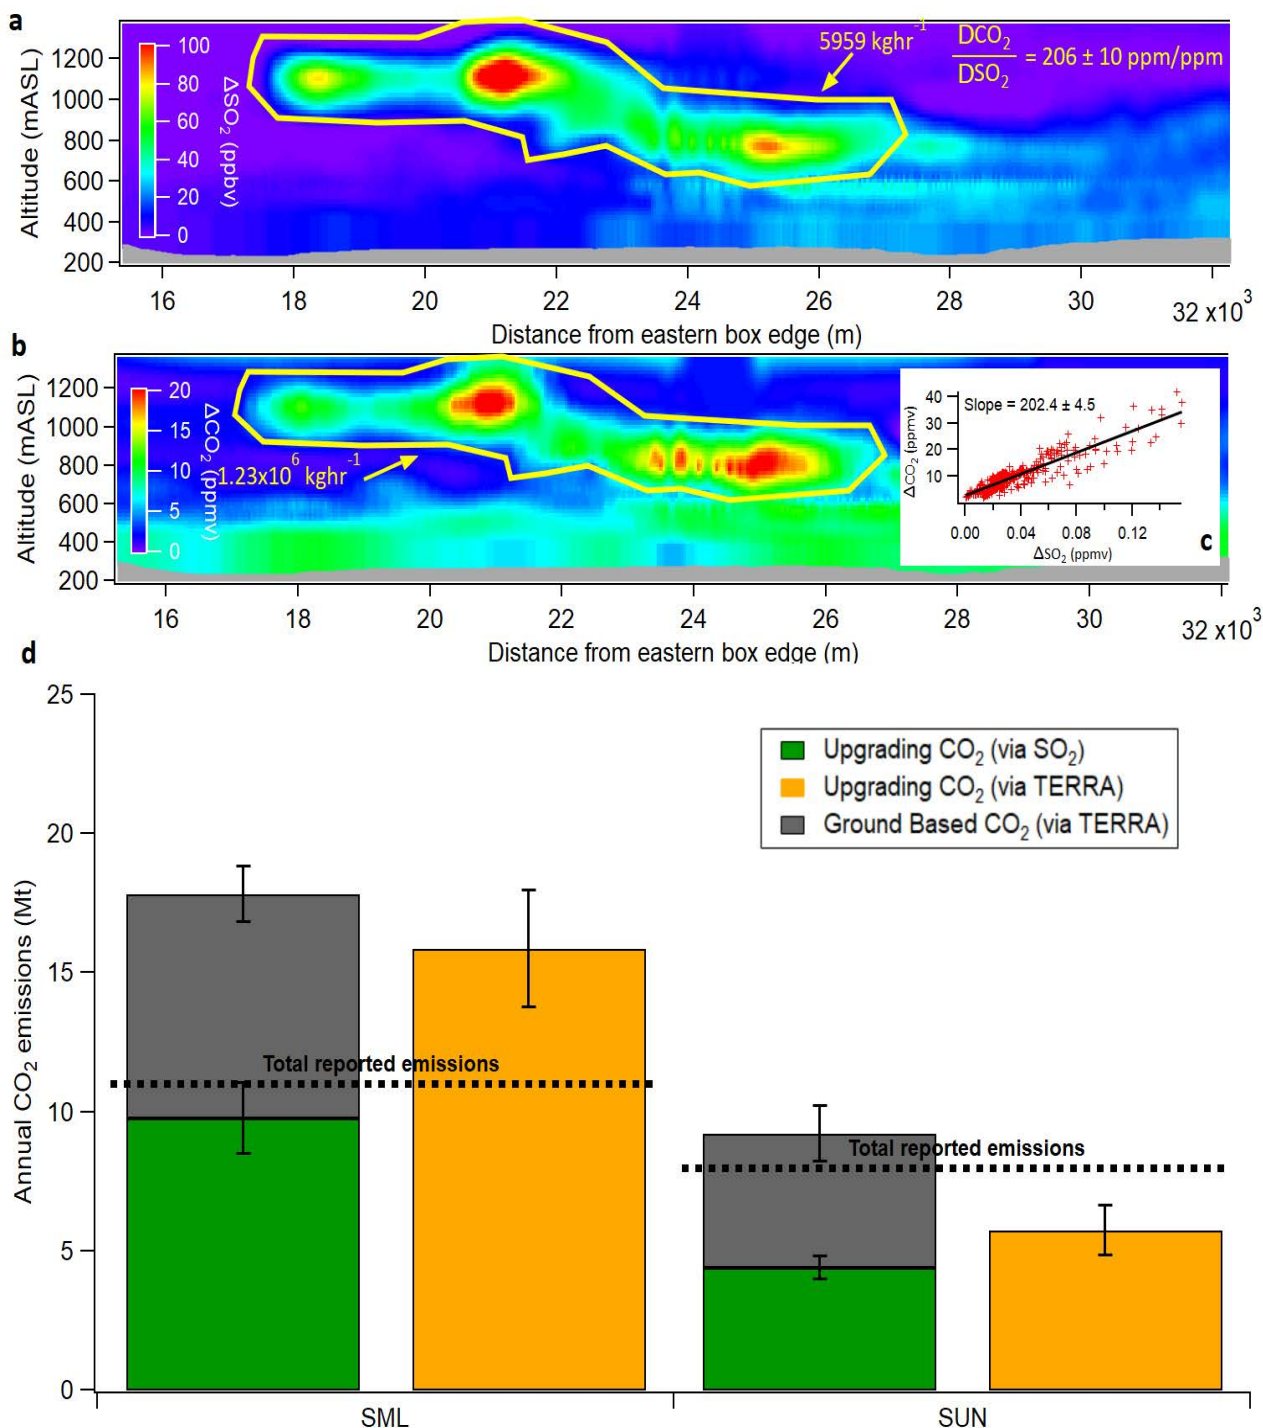 a
1200
1000
800
600
400
200
Altitude (mASL)
100
80
60
40
20
0
ΔSO2 (ppbv)
5959 kghr-1
DCO2
DSO2
= 206 ± 10 ppm/ppm
16
18
20
22
24
26
28
30
32 x10^3
Distance from eastern box edge (m)
b
1200
1000
800
600
400
200
Altitude (mASL)
20
15
10
5
0
ΔCO2 (ppmv)
1.23x10^6 kghr-1
40
30
20
10
ΔCO2 (ppmv)
Slope = 202.4 ± 4.5
0.00
0.04
0.08
0.12
ΔSO2 (ppmv)
c
16
18
20
22
24
26
28
30
32 x10^3
Distance from eastern box edge (m)
d
25
20
15
10
5
0
Annual CO2 emissions (Mt)
Upgrading CO2 (via SO2)
Upgrading CO2 (via TERRA)
Ground Based CO2 (via TERRA)
Total reported emissions
Total reported emissions
SML
SUN